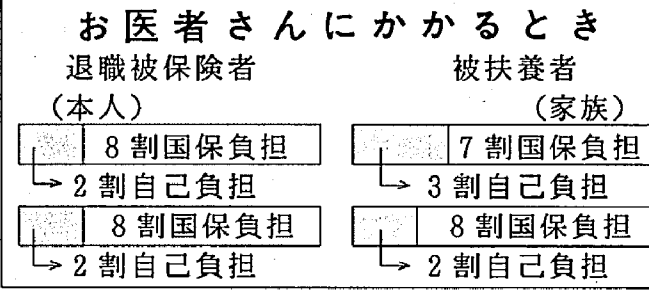 お医者さんにかかるとき
退職被保険者 被扶養者
(本人) (家族)
8割国保負担 7割国保負担
2割自己負担 3割自己負担
8割国保負担 8割国保負担
2割自己負担 2割自己負担